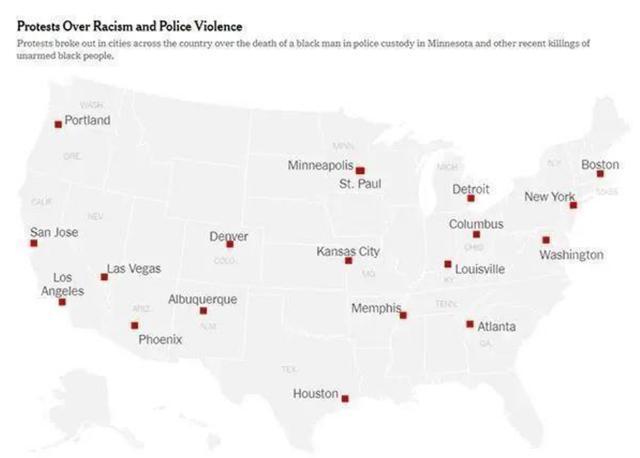 Protests Over Racism and Police Violence
Protests broke out in cities across the country over the death of a black man in police custody in Minnesota and other recent killings of
unarmed black people.
WASH.
Portland
ORE.
MINN.
Minneapolis
St. Paul
MICH.
N.Y.
Boston
MASS.
Detroit
New York
CALIF.
NEV.
San Jose
Denver
COLO.
Columbus
OHIO
Kansas City
MO.
Washington
Louisville
KY.
Las Vegas
Los
Angeles
Albuquerque
N.M.
ARIZ.
Phoenix
Memphis
TENN.
Atlanta
GA.
TEX.
Houston